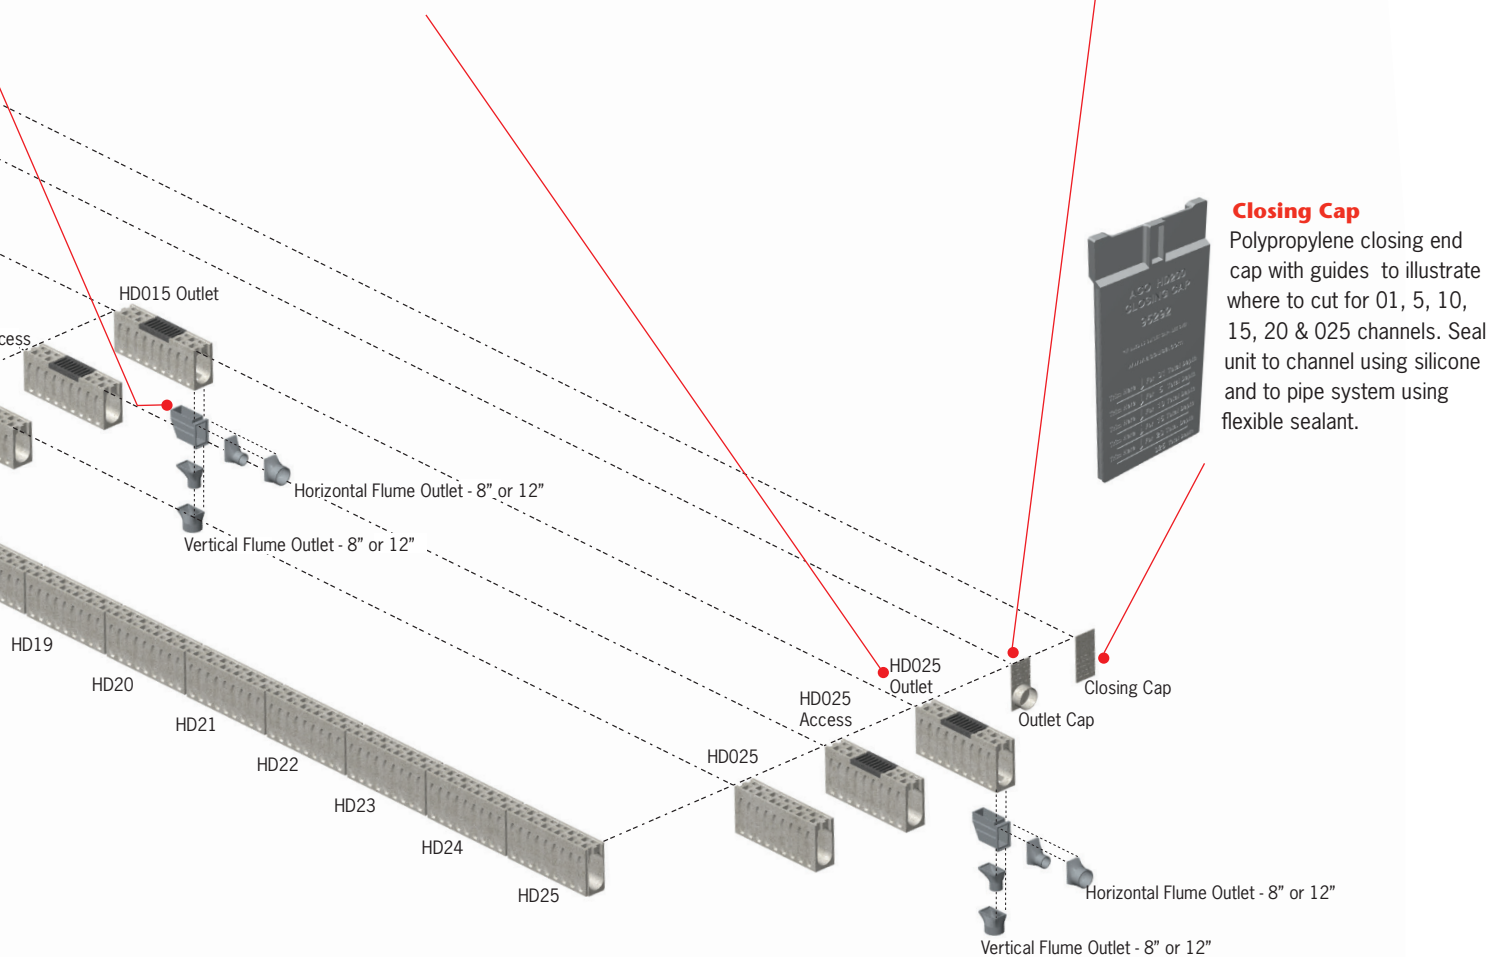 Closing Cap
Polypropylene closing end
cap with guides to illustrate
where to cut for 01, 5, 10,
15, 20 & 025 channels. Seal
unit to channel using silicone
and to pipe system using
flexible sealant.
CLOSING CAP
HD015 Outlet
cess
Horizontal Flume Outlet - 8” or 12”
Vertical Flume Outlet - 8” or 12”
HD19
HD20
HD21
HD22
HD23
HD24
HD25
HD025
HD025
Access
HD025
Outlet
Outlet Cap
Closing Cap
Horizontal Flume Outlet - 8” or 12”
Vertical Flume Outlet - 8” or 12”